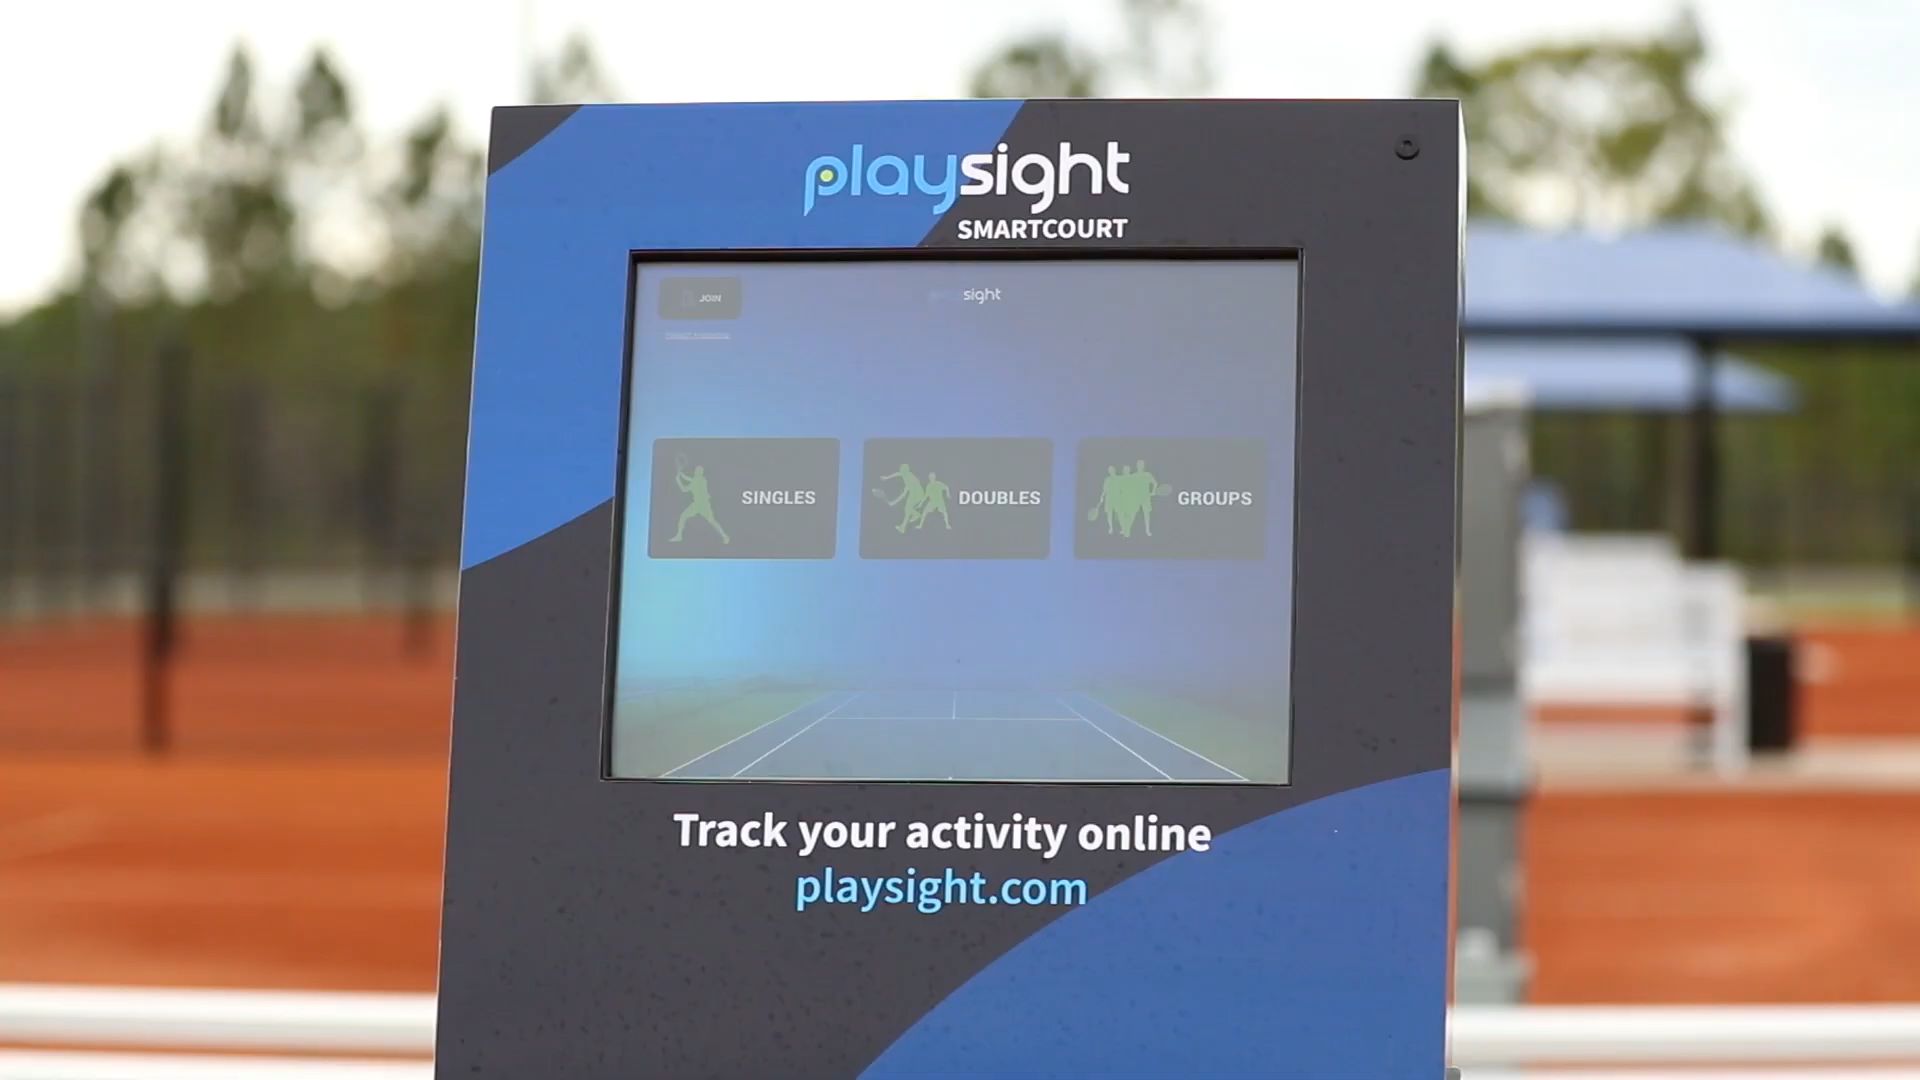 playsight
SMARTCOURT
JOIN
sight
SINGLES
DOUBLES
GROUPS
Track your activity online
playsight.com